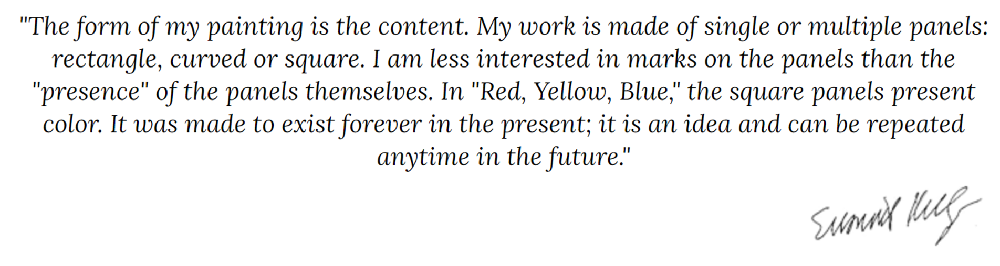 "The form of my painting is the content. My work is made of single or multiple panels:
rectangle, curved or square. I am less interested in marks on the panels than the
"presence" of the panels themselves. In "Red, Yellow, Blue," the square panels present
color. It was made to exist forever in the present; it is an idea and can be repeated
anytime in the future."